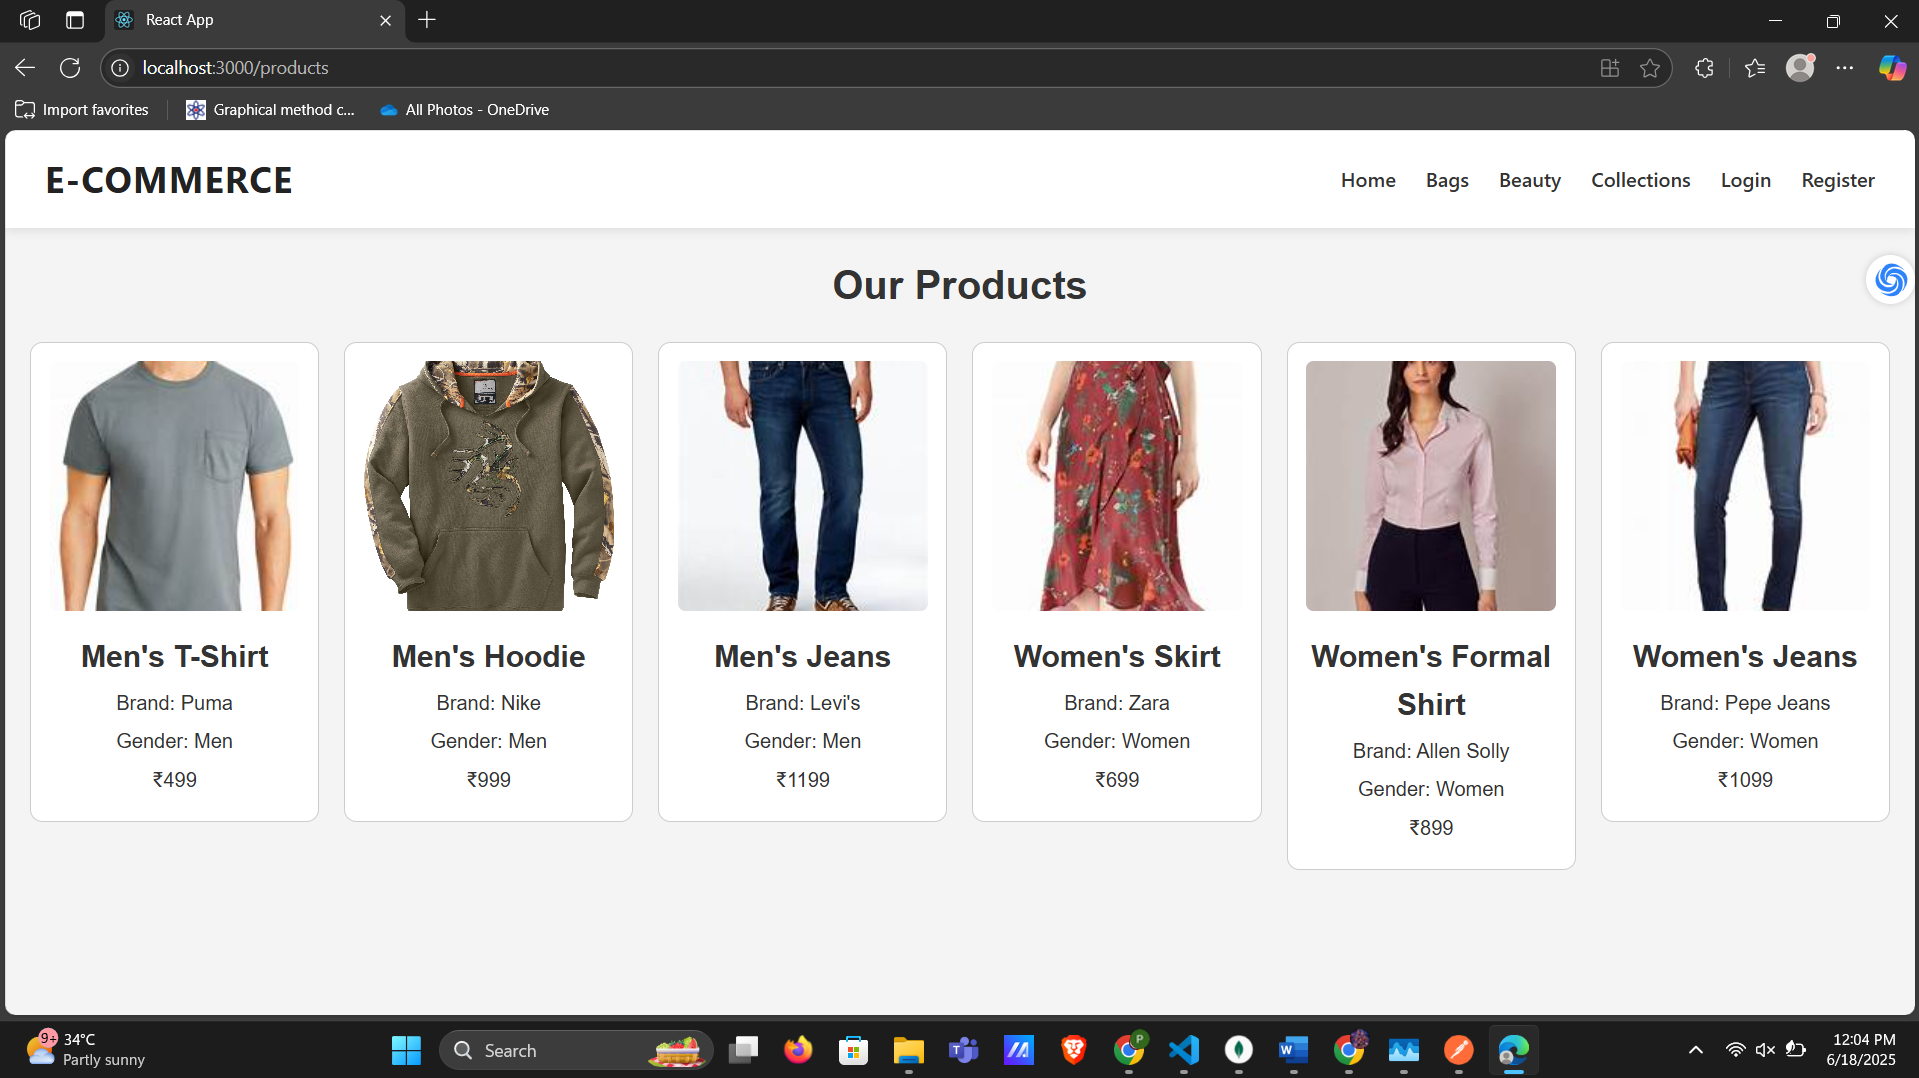 React App
localhost:3000/products
Import favorites
Graphical method c...
All Photos - OneDrive
E-COMMERCE
Home
Bags
Beauty
Collections
Login
Register
Our Products
Men's T-Shirt
Brand: Puma
Gender: Men
₹499
Men's Hoodie
Brand: Nike
Gender: Men
₹999
Men's Jeans
Brand: Levi's
Gender: Men
₹1199
Women's Skirt
Brand: Zara
Gender: Women
₹699
Women's Formal
Shirt
Brand: Allen Solly
Gender: Women
₹899
Women's Jeans
Brand: Pepe Jeans
Gender: Women
₹1099
9+
34°C
Partly sunny
Search
P
12:04 PM
6/18/2025